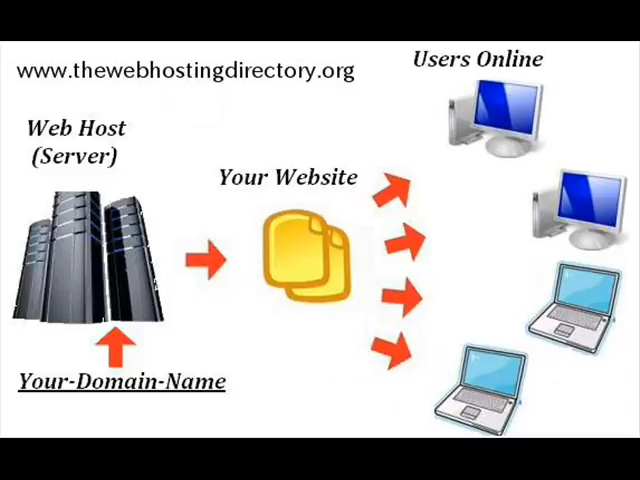 www.thewebhostingdirectory.org
Users Online
Web Host
(Server)
Your Website
Your-Domain-Name